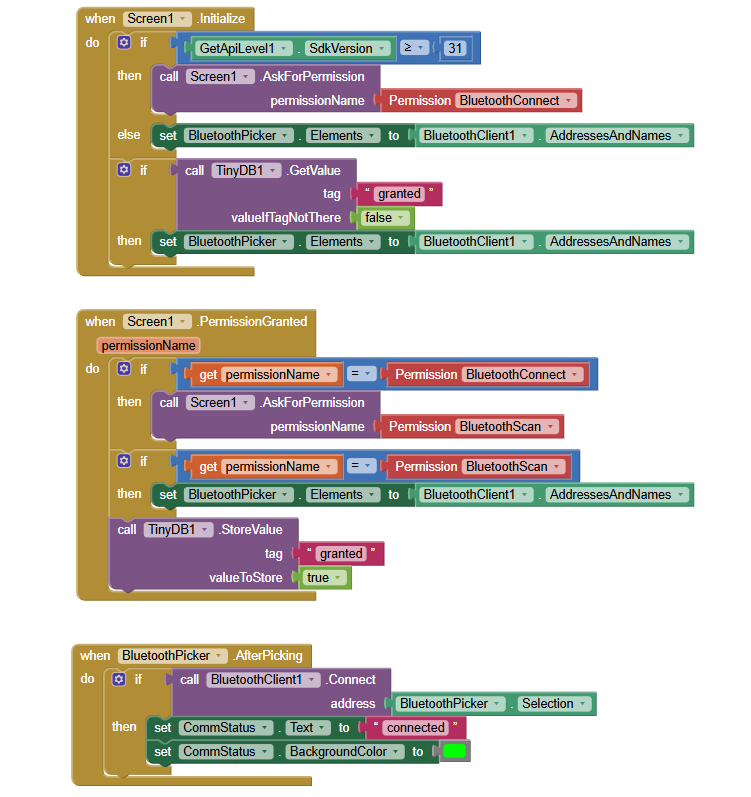 when Screen1 .Initialize
do if GetApiLevel1 . SdkVersion ≥ 31
then call Screen1 .AskForPermission
permissionName Permission BluetoothConnect
else set BluetoothPicker . Elements to BluetoothClient1 . AddressesAndNames
if call TinyDB1 .GetValue
tag “ granted ”
valueIfTagNotThere false
then set BluetoothPicker . Elements to BluetoothClient1 . AddressesAndNames
when Screen1 .PermissionGranted
permissionName
do if get permissionName = Permission BluetoothConnect
then call Screen1 .AskForPermission
permissionName Permission BluetoothScan
if get permissionName = Permission BluetoothScan
then set BluetoothPicker . Elements to BluetoothClient1 . AddressesAndNames
call TinyDB1 .StoreValue
tag “ granted ”
valueToStore true
when BluetoothPicker .AfterPicking
do if call BluetoothClient1 .Connect
address BluetoothPicker . Selection
then set CommStatus . Text to “ connected ”
set CommStatus . BackgroundColor to